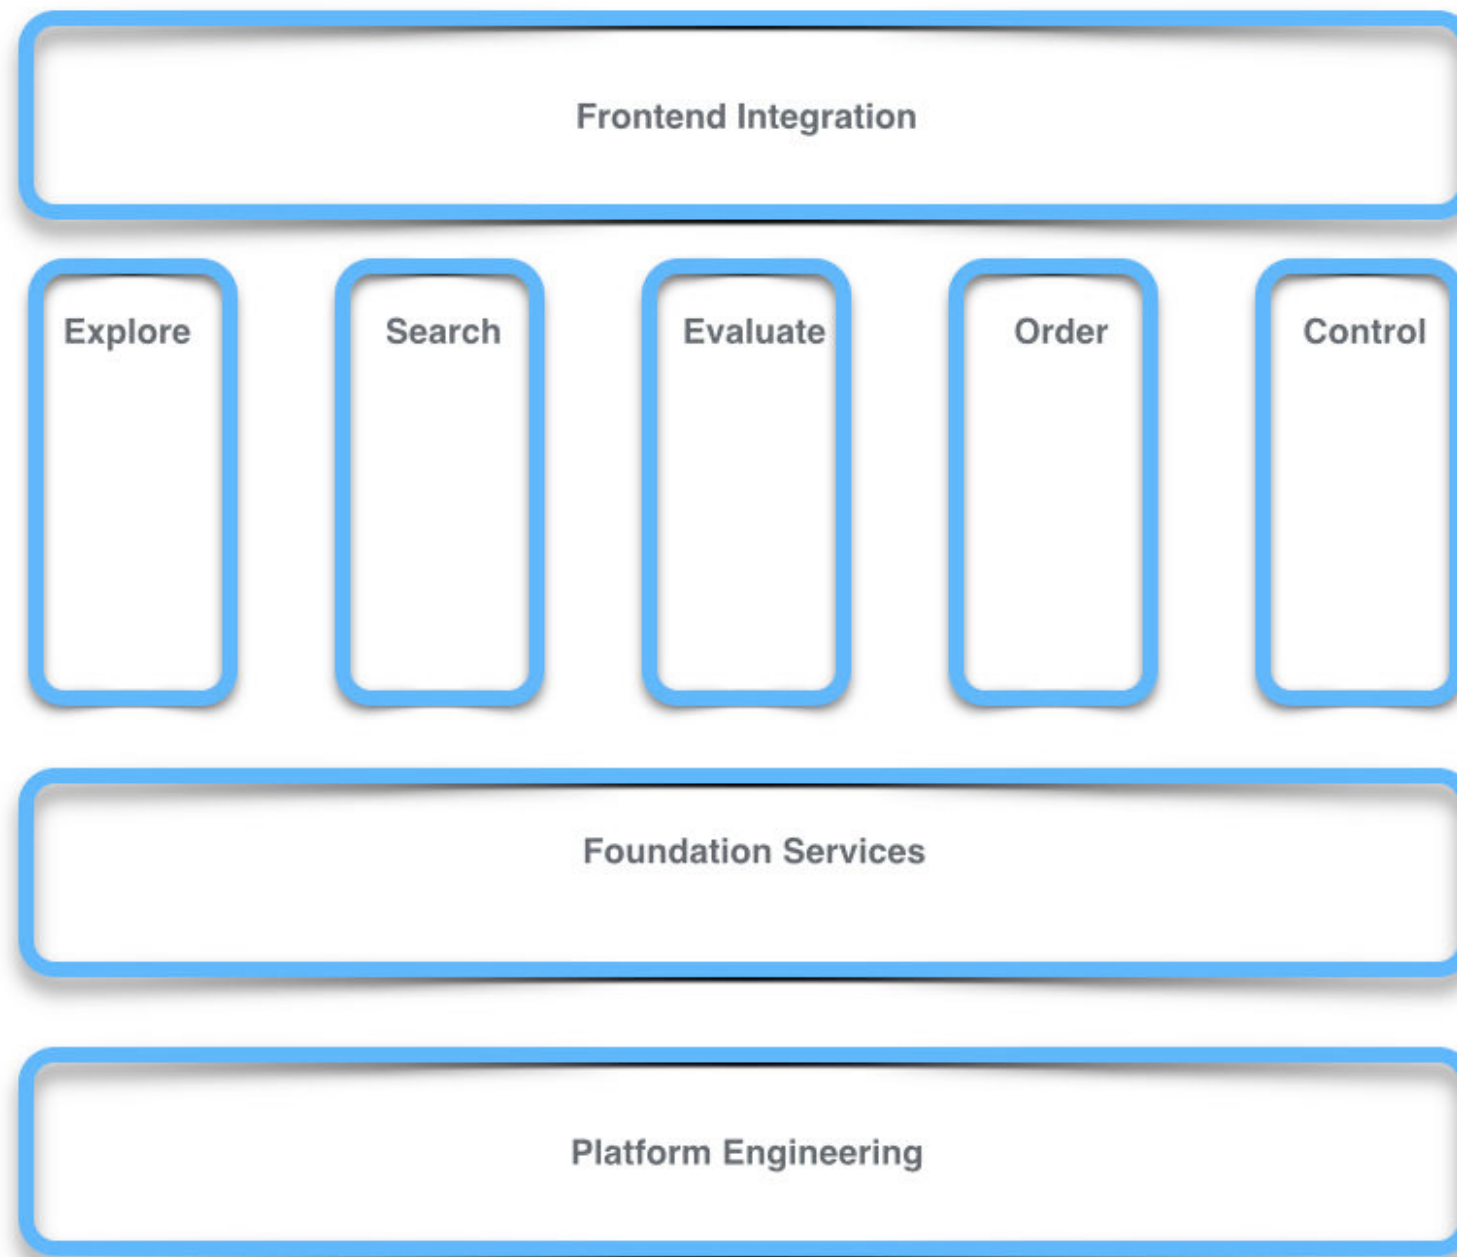 Frontend Integration
Explore
Search
Evaluate
Order
Control
Foundation Services
Platform Engineering